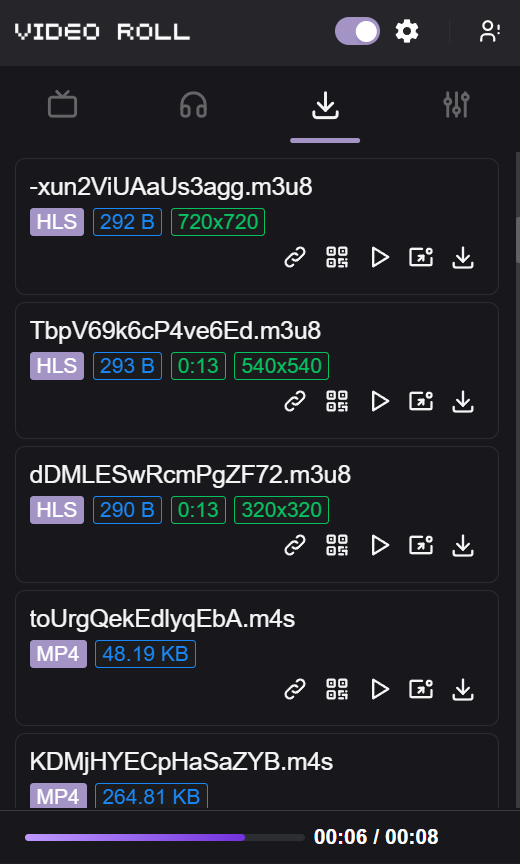 VIDEO ROLL
-xun2ViUAaUs3agg.m3u8
HLS 292 B 720x720
TbpV69k6cP4ve6Ed.m3u8
HLS 293 B 0:13 540x540
dDMLESwRcmPgZF72.m3u8
HLS 290 B 0:13 320x320
toUrgQekEdlyqEbA.m4s
MP4 48.19 KB
KDMjHYECpHaSaZYB.m4s
MP4 264.81 KB
00:06 / 00:08